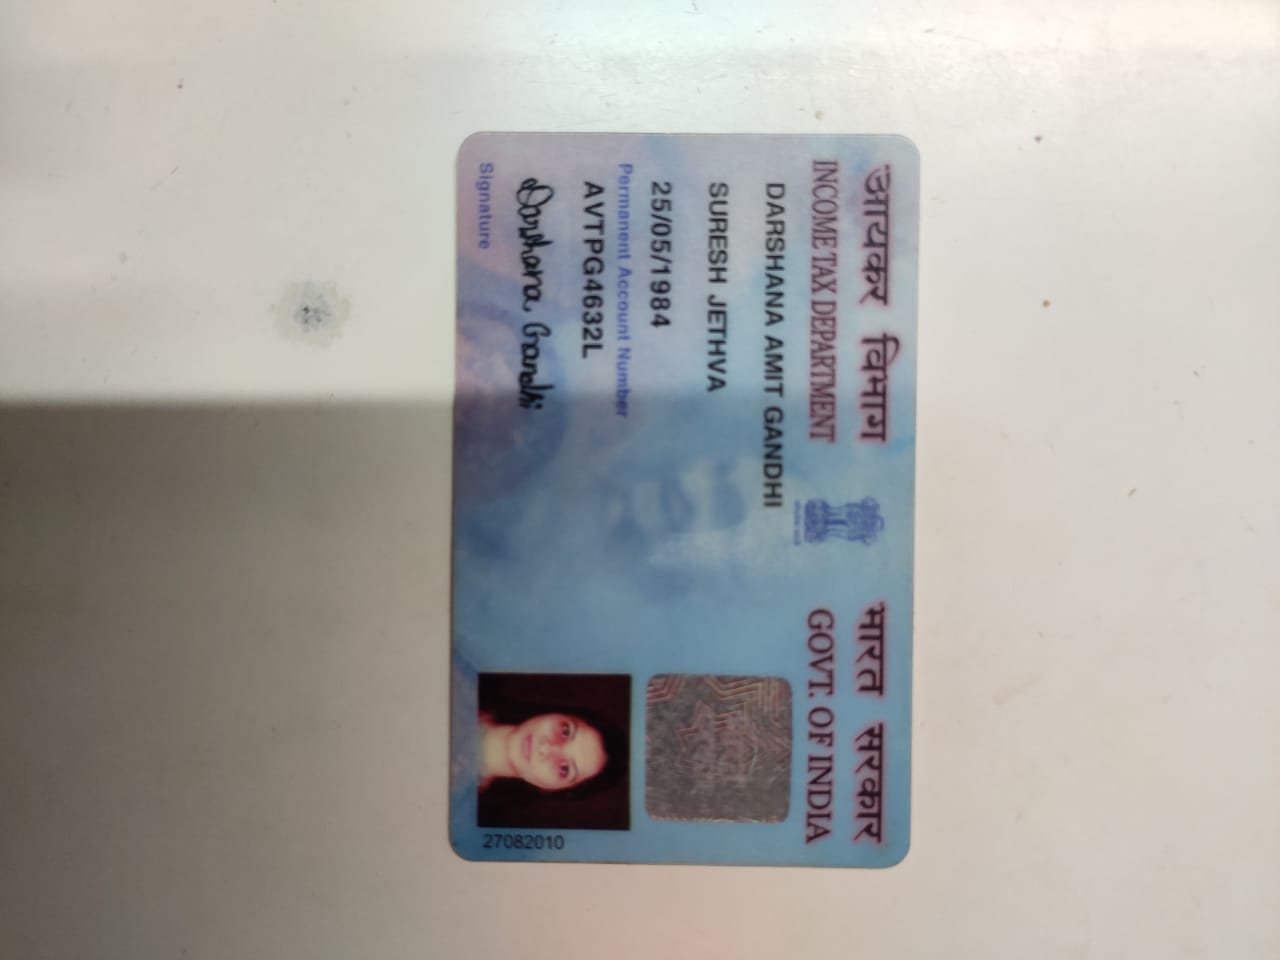 आयकर विभाग
INCOME TAX DEPARTMENT
भारत सरकार
GOVT. OF INDIA
DARSHANA AMIT GANDHI
SURESH JETHVA
25/05/1984
Permanent Account Number
AVTPG4632L
Darshana Gandhi
Signature
27082010